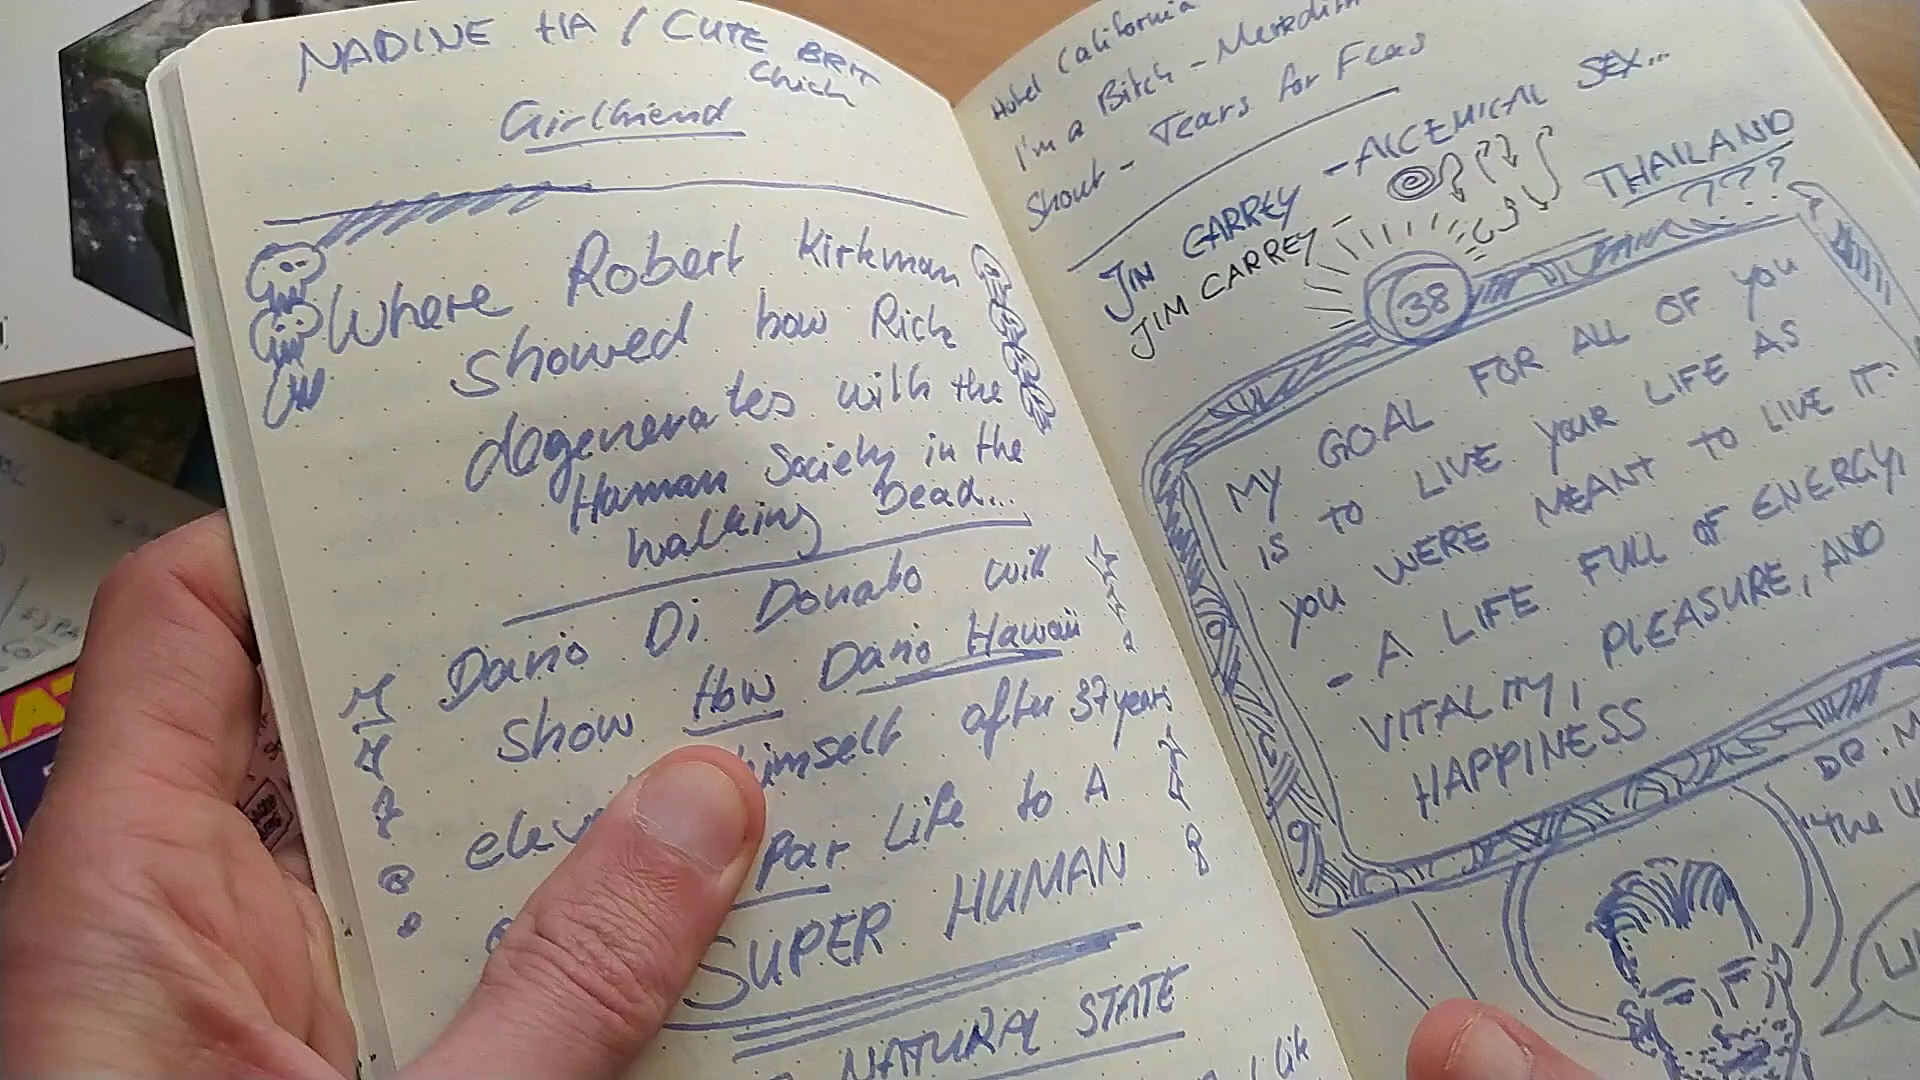 NADINE HA / CUTE BRIT
Chick
Girlfriend
Where Robert Kirkman
showed how Rick
degenerates with the
Human Society in the
Walking Dead...
Dario Di Donato will
show How Dario Hawaii
himself after 37 years
Par Life to A
SUPER HUMAN
NATURAL STATE
Hotel California
I'm a Bitch - Meredith
Shout - Tears for Fears
JIM CARREY - ALCEMICAL SEX...
JIM CARREY -
THAILAND
???
38
MY GOAL FOR ALL OF YOU
IS TO LIVE YOUR LIFE AS
YOU WERE MEANT TO LIVE IT.
- A LIFE FULL OF ENERGY,
VITALITY, PLEASURE, AND
HAPPINESS
DR. M
"The